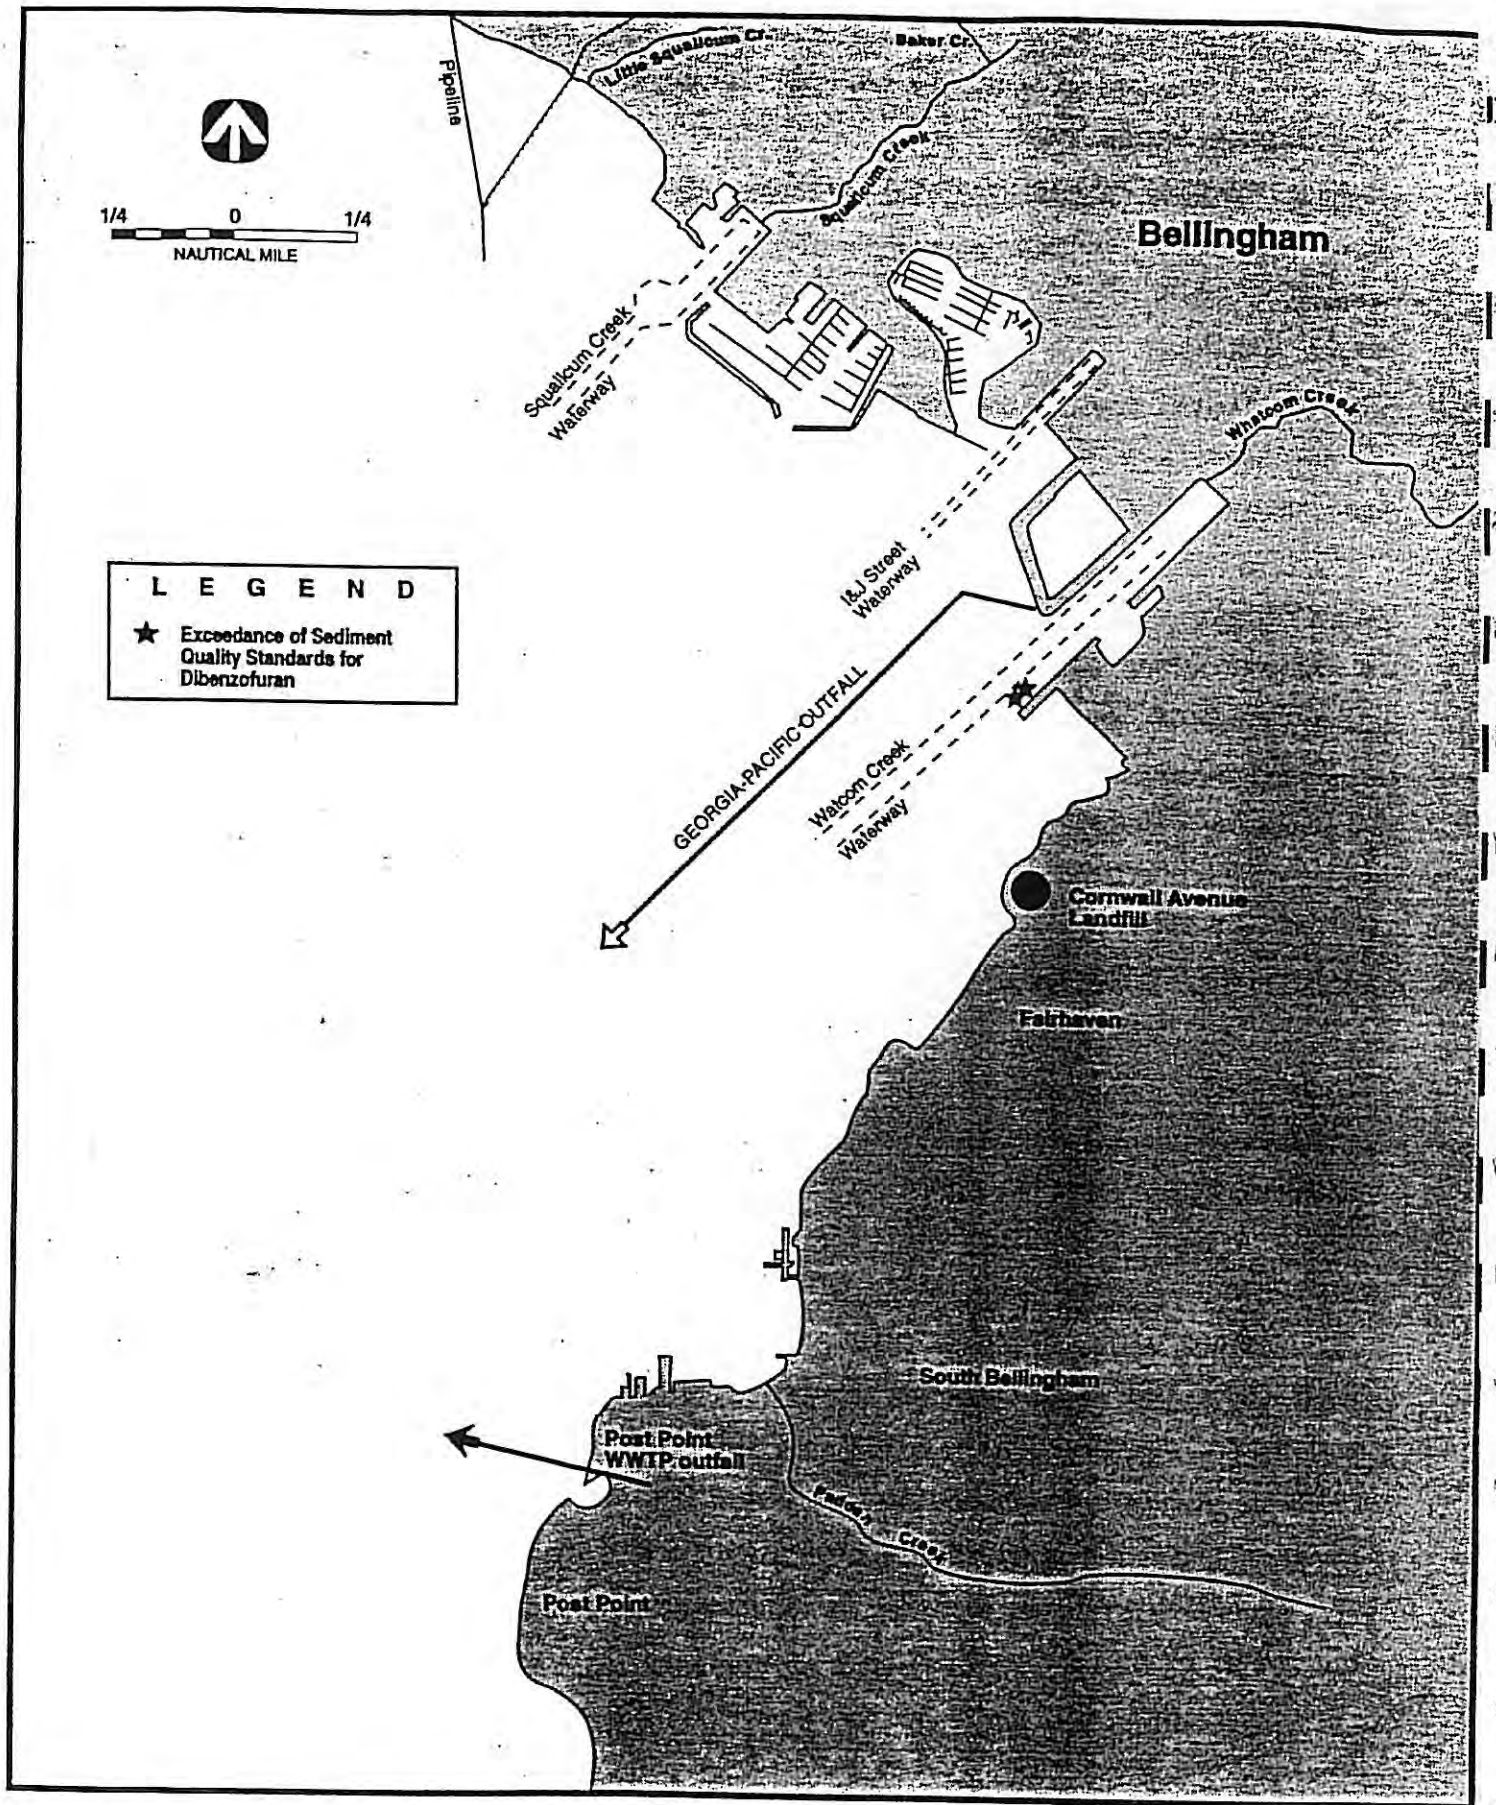 Little Squalicum Cr.
Baker Cr.
Pipeline
Squalicum Creek
1/4 0 1/4
NAUTICAL MILE
Bellingham
Squalicum Creek
Waterway
Whatcom Creek
I&J Street
Waterway
L E G E N D
★ Exceedance of Sediment
Quality Standards for
Dibenzofuran
GEORGIA-PACIFIC OUTFALL
Watcom Creek
Waterway
Cornwall Avenue
Landfill
Fairhaven
South Bellingham
Post Point
WWTP outfall
Padden Creek
Post Point